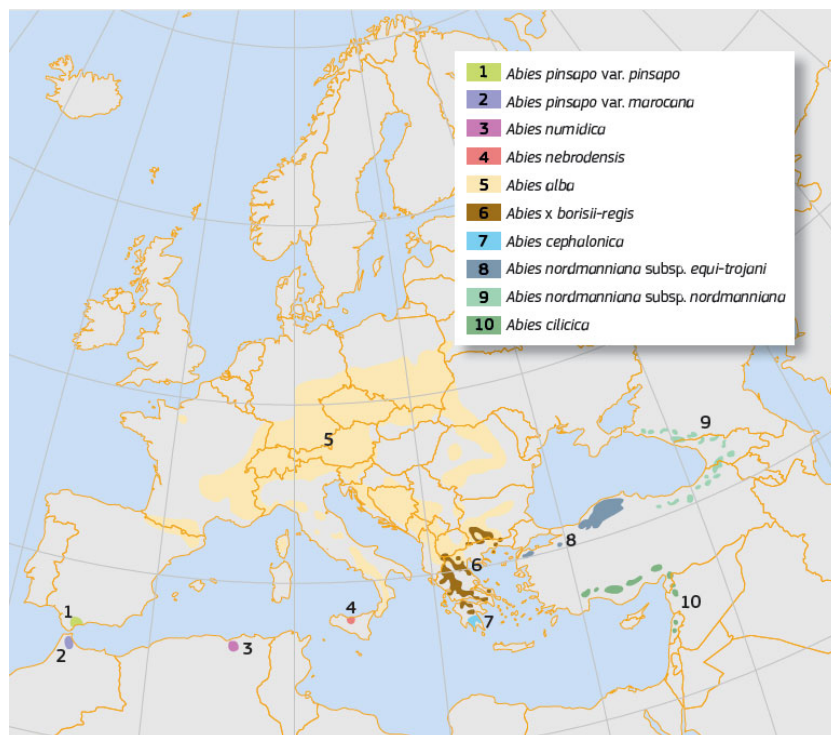 1 Abies pinsapo var. pinsapo
2 Abies pinsapo var. marocana
3 Abies numidica
4 Abies nebrodensis
5 Abies alba
6 Abies x borisii-regis
7 Abies cephalonica
8 Abies nordmanniana subsp. equi-trojani
9 Abies nordmanniana subsp. nordmanniana
10 Abies cilicica
9
5
8
6
10
4
1
7
3
2